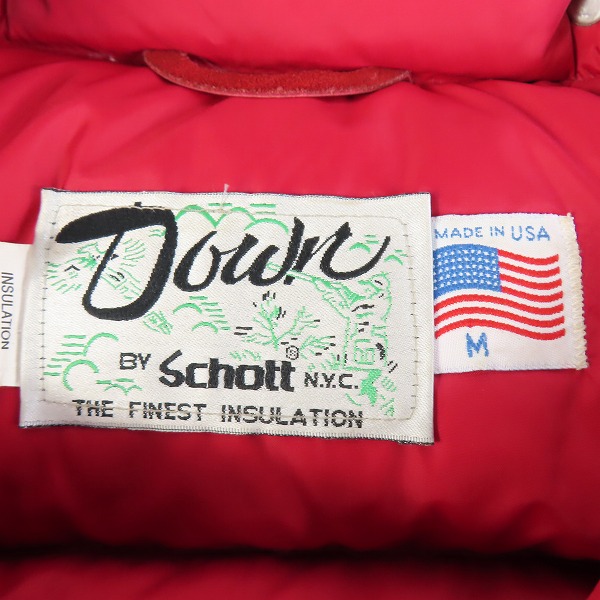 Down
BY Schott® N.Y.C.
THE FINEST INSULATION
MADE IN USA
M
INSULATION